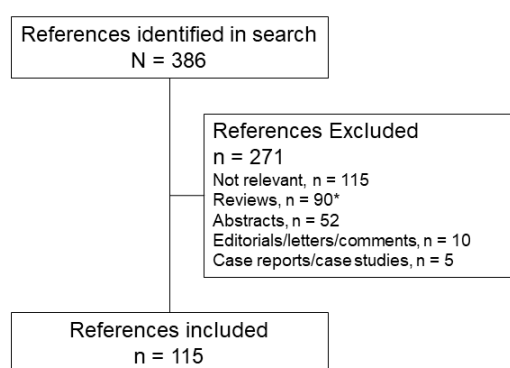 References identified in search
N = 386
References Excluded
n = 271
Not relevant, n = 115
Reviews, n = 90*
Abstracts, n = 52
Editorials/letters/comments, n = 10
Case reports/case studies, n = 5
References included
n = 115